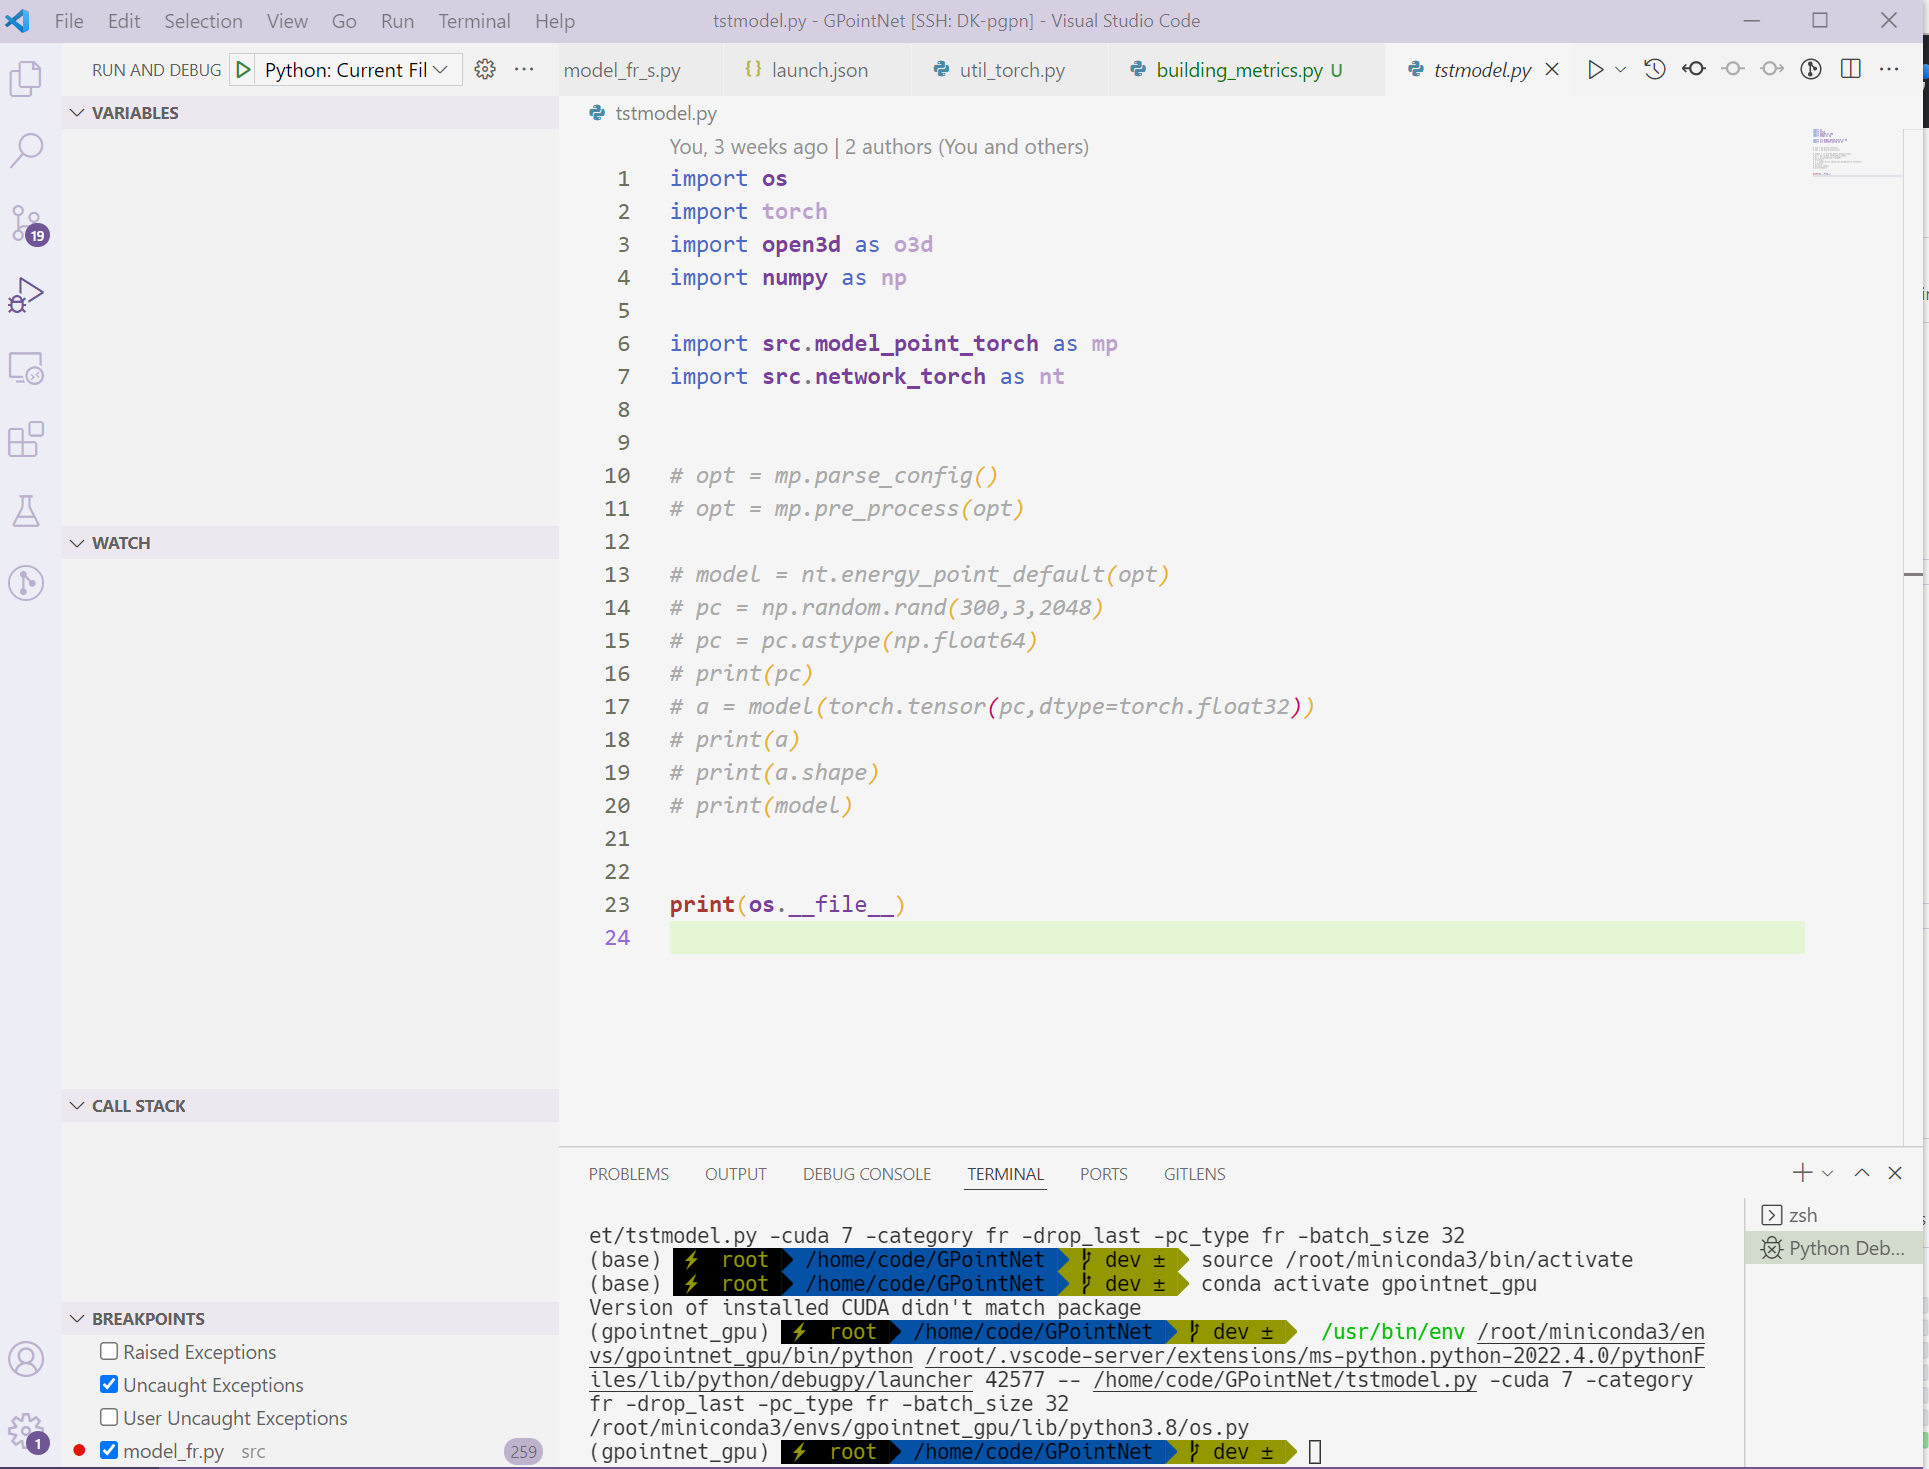 File Edit Selection View Go Run Terminal Help
tstmodel.py - GPointNet [SSH: DK-pgpn] - Visual Studio Code
RUN AND DEBUG
Python: Current Fil
model_fr_s.py
launch.json
util_torch.py
building_metrics.py U
tstmodel.py
VARIABLES
19
WATCH
CALL STACK
BREAKPOINTS
Raised Exceptions
Uncaught Exceptions
User Uncaught Exceptions
model_fr.py src 259
1
tstmodel.py
You, 3 weeks ago | 2 authors (You and others)
1 import os
2 import torch
3 import open3d as o3d
4 import numpy as np
5
6 import src.model_point_torch as mp
7 import src.network_torch as nt
8
9
10 # opt = mp.parse_config()
11 # opt = mp.pre_process(opt)
12
13 # model = nt.energy_point_default(opt)
14 # pc = np.random.rand(300,3,2048)
15 # pc = pc.astype(np.float64)
16 # print(pc)
17 # a = model(torch.tensor(pc,dtype=torch.float32))
18 # print(a)
19 # print(a.shape)
20 # print(model)
21
22
23 print(os.__file__)
24
PROBLEMS OUTPUT DEBUG CONSOLE TERMINAL PORTS GITLENS
et/tstmodel.py -cuda 7 -category fr -drop_last -pc_type fr -batch_size 32
(base) ⚡ root /home/code/GPointNet dev ± source /root/miniconda3/bin/activate
(base) ⚡ root /home/code/GPointNet dev ± conda activate gpointnet_gpu
Version of installed CUDA didn't match package
(gpointnet_gpu) ⚡ root /home/code/GPointNet dev ± /usr/bin/env /root/miniconda3/en
vs/gpointnet_gpu/bin/python /root/.vscode-server/extensions/ms-python.python-2022.4.0/pythonF
iles/lib/python/debugpy/launcher 42577 -- /home/code/GPointNet/tstmodel.py -cuda 7 -category
fr -drop_last -pc_type fr -batch_size 32
/root/miniconda3/envs/gpointnet_gpu/lib/python3.8/os.py
(gpointnet_gpu) ⚡ root /home/code/GPointNet dev ±
zsh
Python Deb...